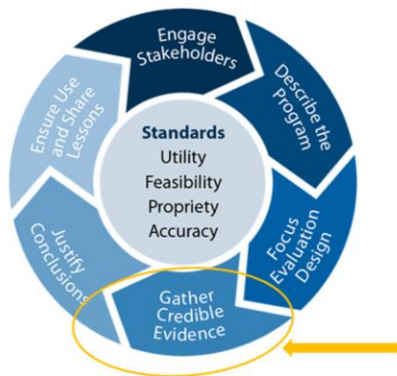 Engage
Stakeholders
Describe the
Program
Focus
Evaluation
Design
Gather
Credible
Evidence
Justify
Conclusions
Ensure Use
and Share
Lessons
Standards
Utility
Feasibility
Propriety
Accuracy